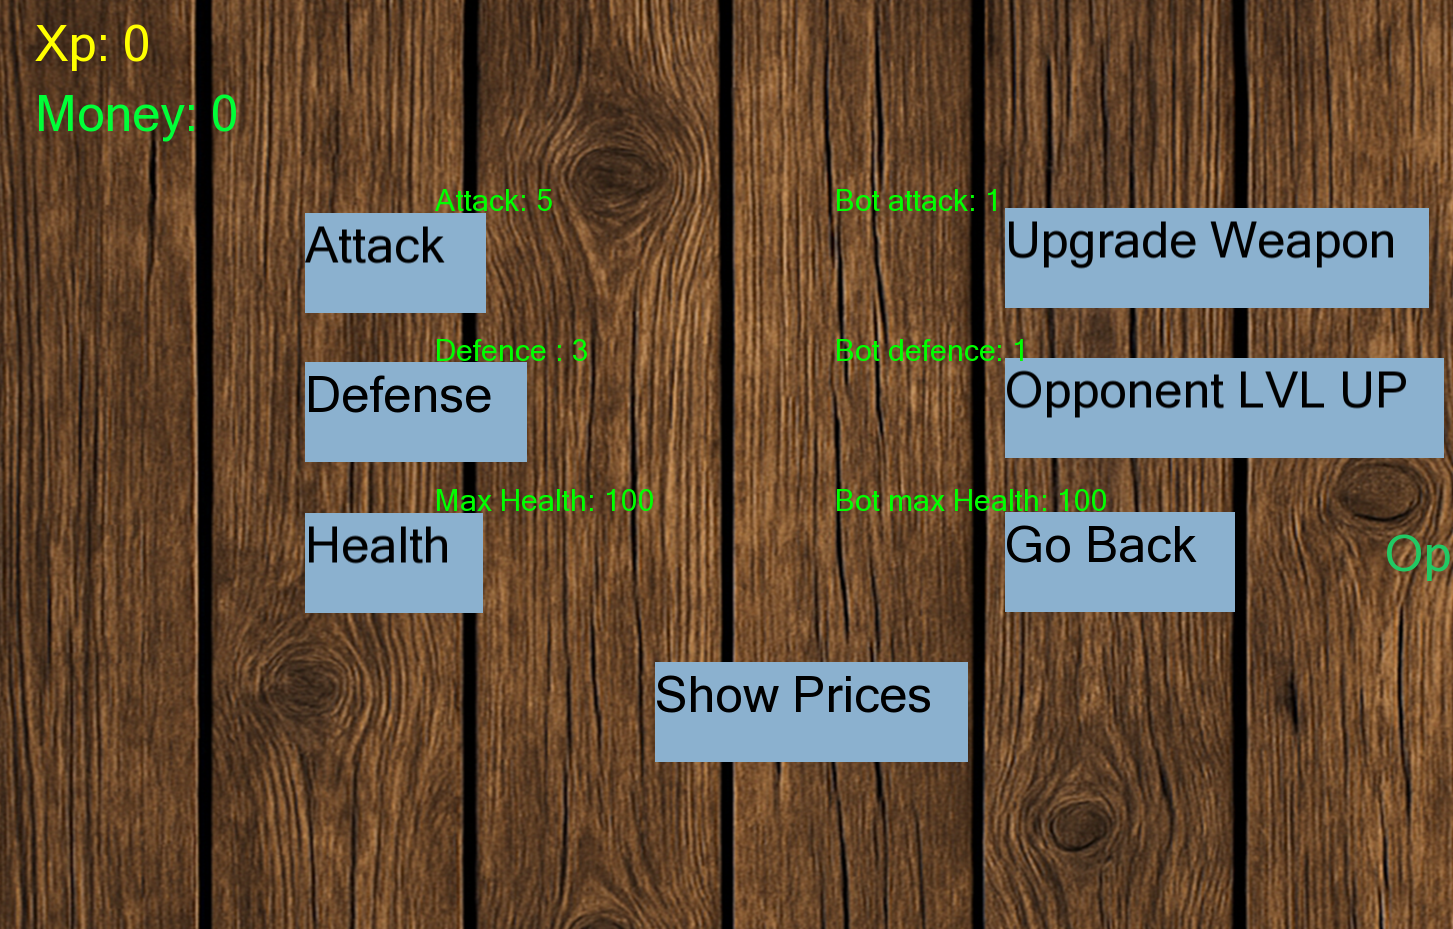 Xp: 0
Money: 0
Attack: 5
Bot attack: 1
Attack
Upgrade Weapon
Defence : 3
Bot defence: 1
Defense
Opponent LVL UP
Max Health: 100
Bot max Health: 100
Health
Go Back
Op
Show Prices